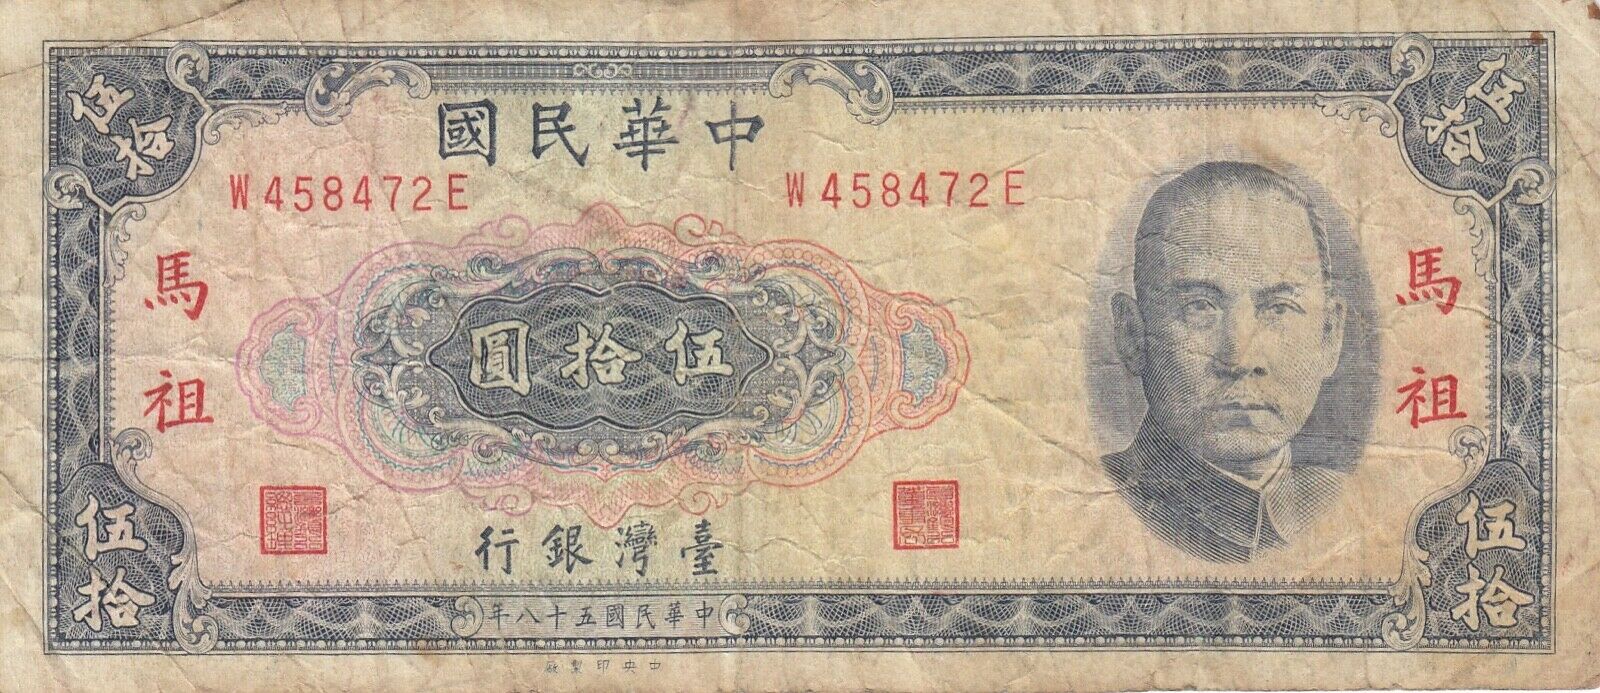 伍拾
伍拾
中華民國
W458472E
W458472E
馬祖
馬祖
伍拾圓
臺灣銀行
伍拾
伍拾
中華民國五十八年
中央印製廠